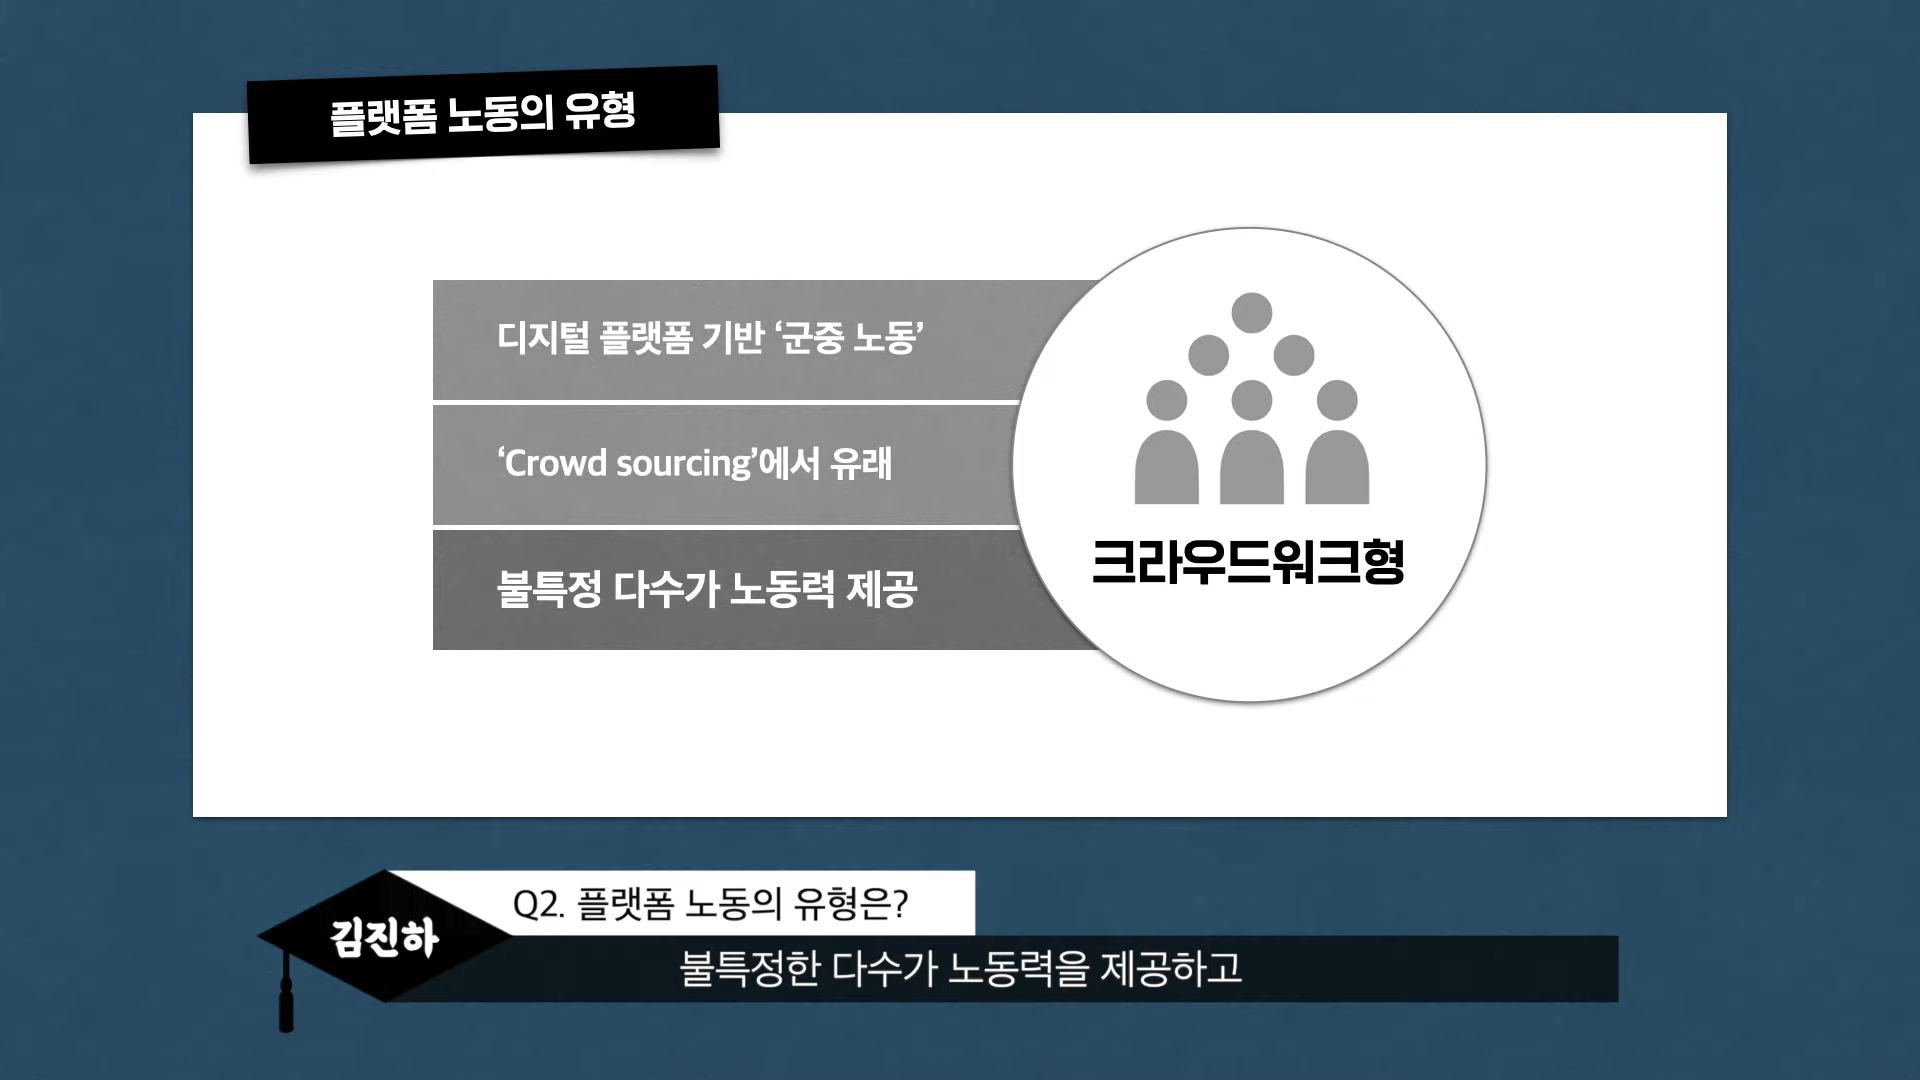 플랫폼 노동의 유형
디지털 플랫폼 기반 ‘군중 노동’
‘Crowd sourcing’에서 유래
불특정 다수가 노동력 제공
크라우드워크형
Q2. 플랫폼 노동의 유형은?
김진하
불특정한 다수가 노동력을 제공하고